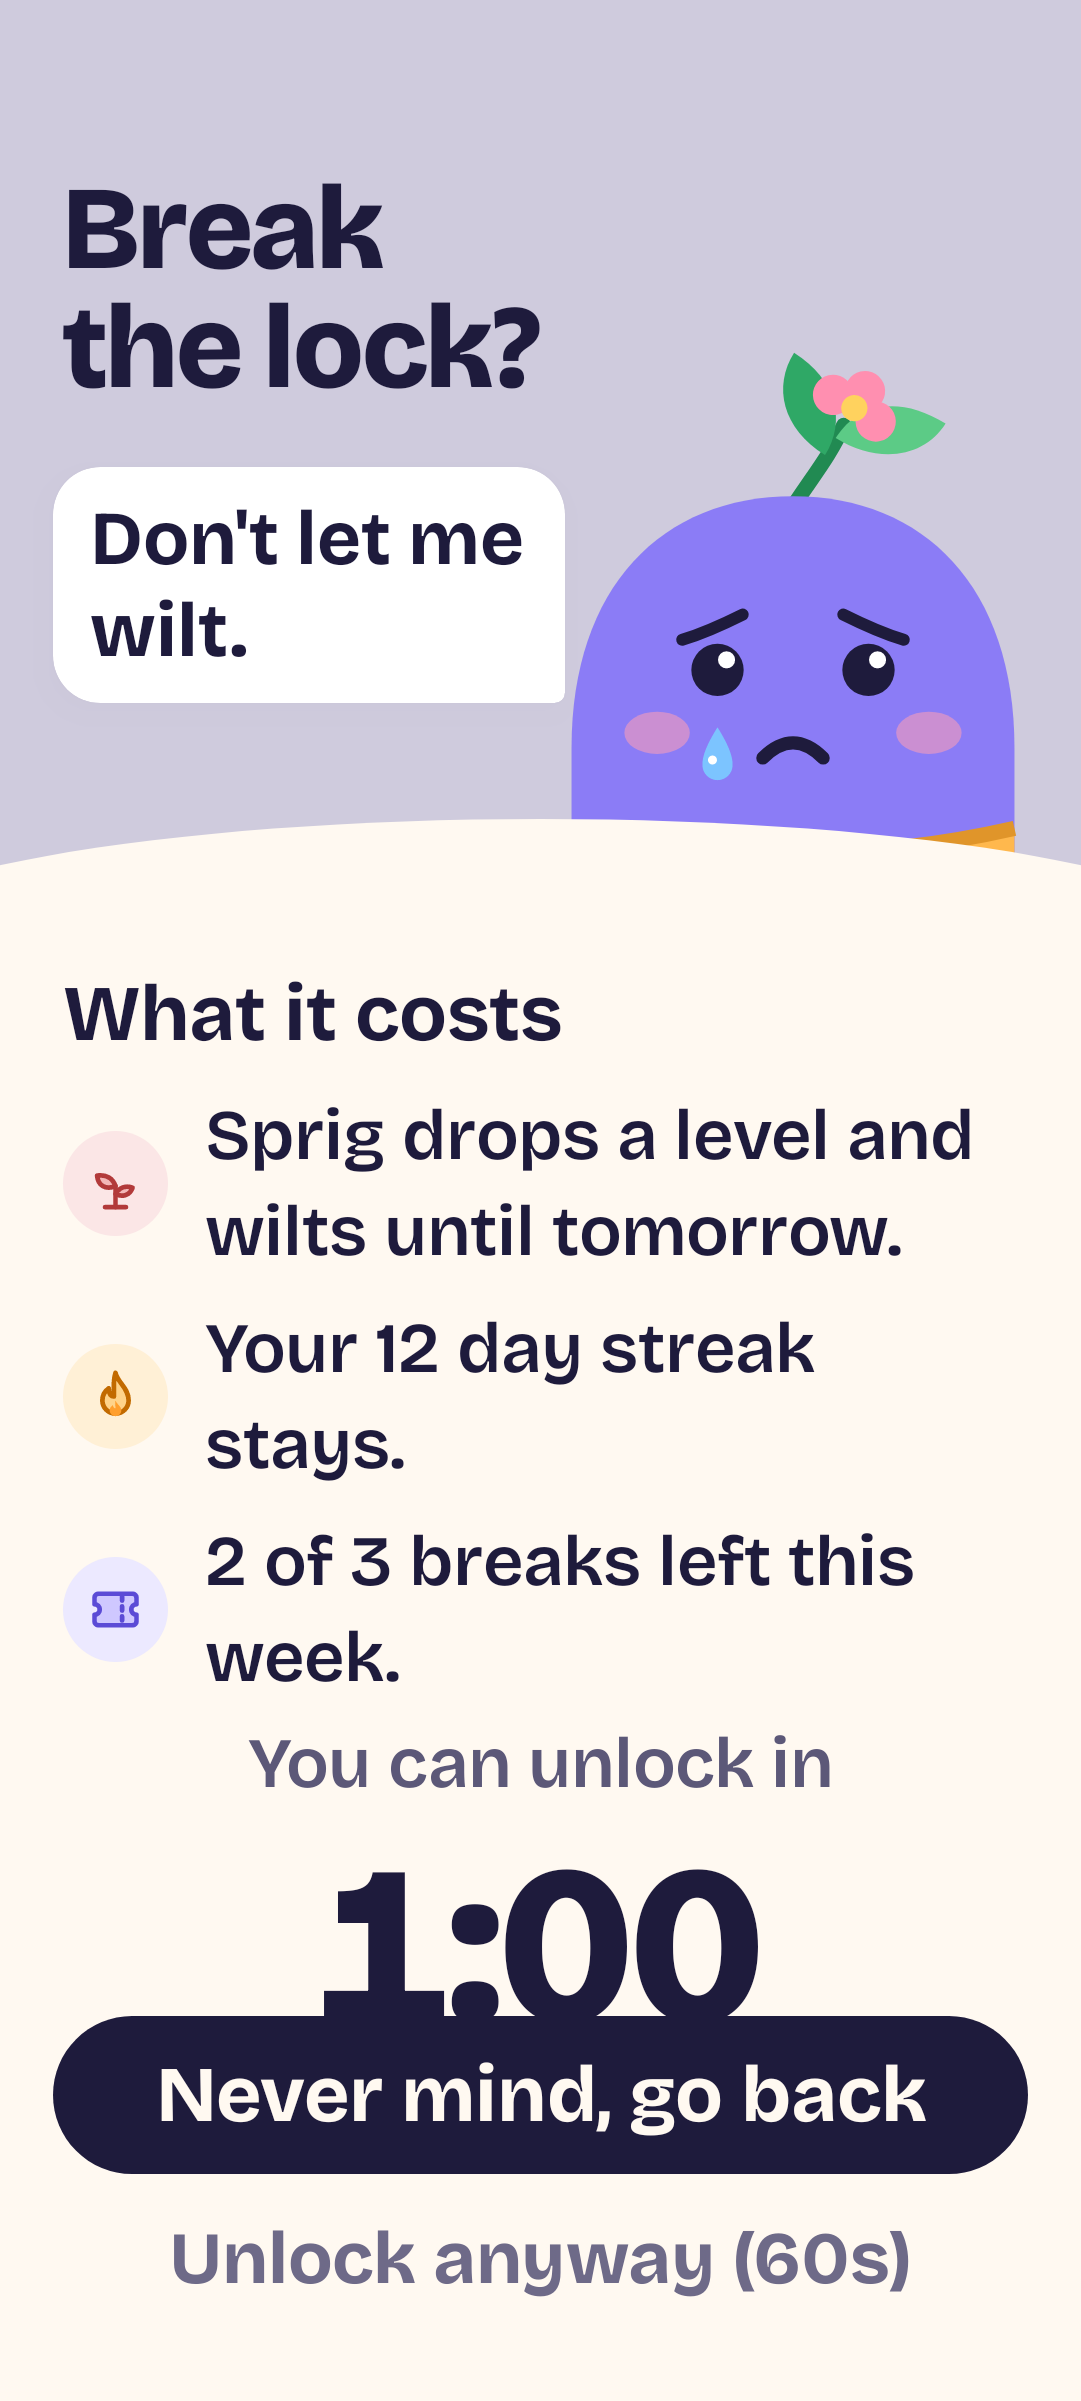 Break
the lock?
Don't let me
wilt.
What it costs
Sprig drops a level and
wilts until tomorrow.
Your 12 day streak
stays.
2 of 3 breaks left this
week.
You can unlock in
1:00
Never mind, go back
Unlock anyway (60s)